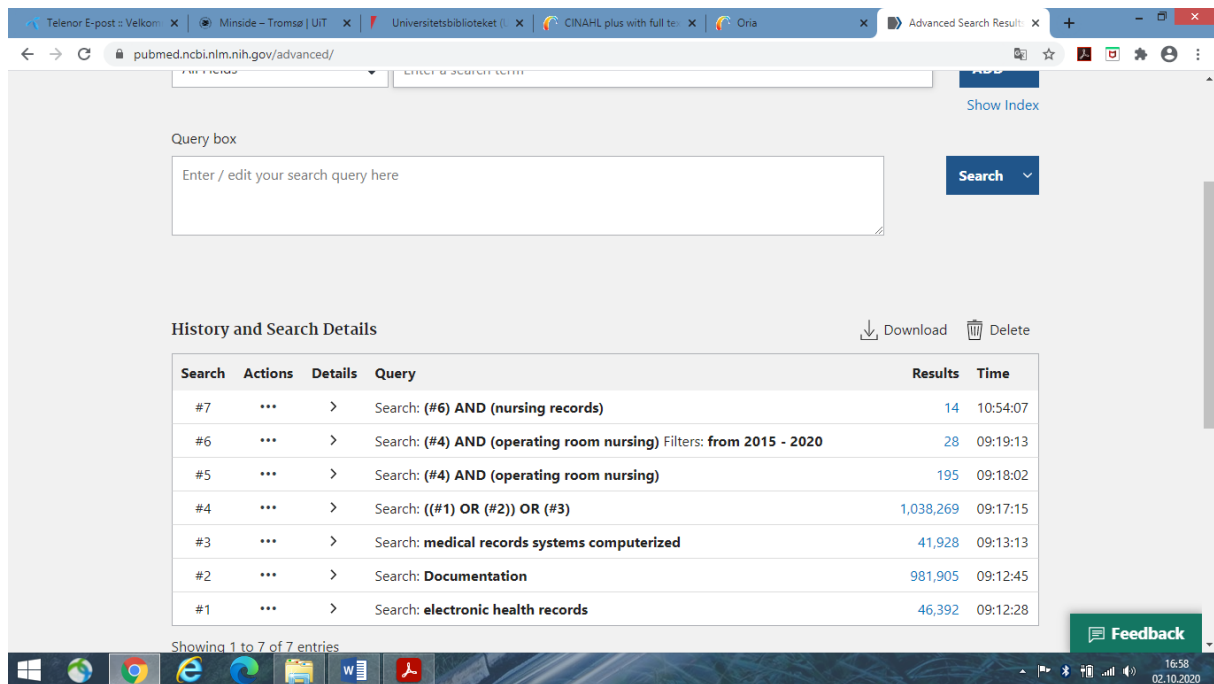 Telenor E-post :: Velkom
Minside – Tromsø | UiT
Universitetsbiblioteket (U
CINAHL plus with full te
Oria
Advanced Search Result
pubmed.ncbi.nlm.nih.gov/advanced/
All Fields
Enter a search term
ADD
Show Index
Query box
Enter / edit your search query here
Search
History and Search Details
Download
Delete
Search Actions Details Query Results Time
#7 Search: (#6) AND (nursing records) 14 10:54:07
#6 Search: (#4) AND (operating room nursing) Filters: from 2015 - 2020 28 09:19:13
#5 Search: (#4) AND (operating room nursing) 195 09:18:02
#4 Search: ((#1) OR (#2)) OR (#3) 1,038,269 09:17:15
#3 Search: medical records systems computerized 41,928 09:13:13
#2 Search: Documentation 981,905 09:12:45
#1 Search: electronic health records 46,392 09:12:28
Showing 1 to 7 of 7 entries
Feedback
16:58
02.10.2020